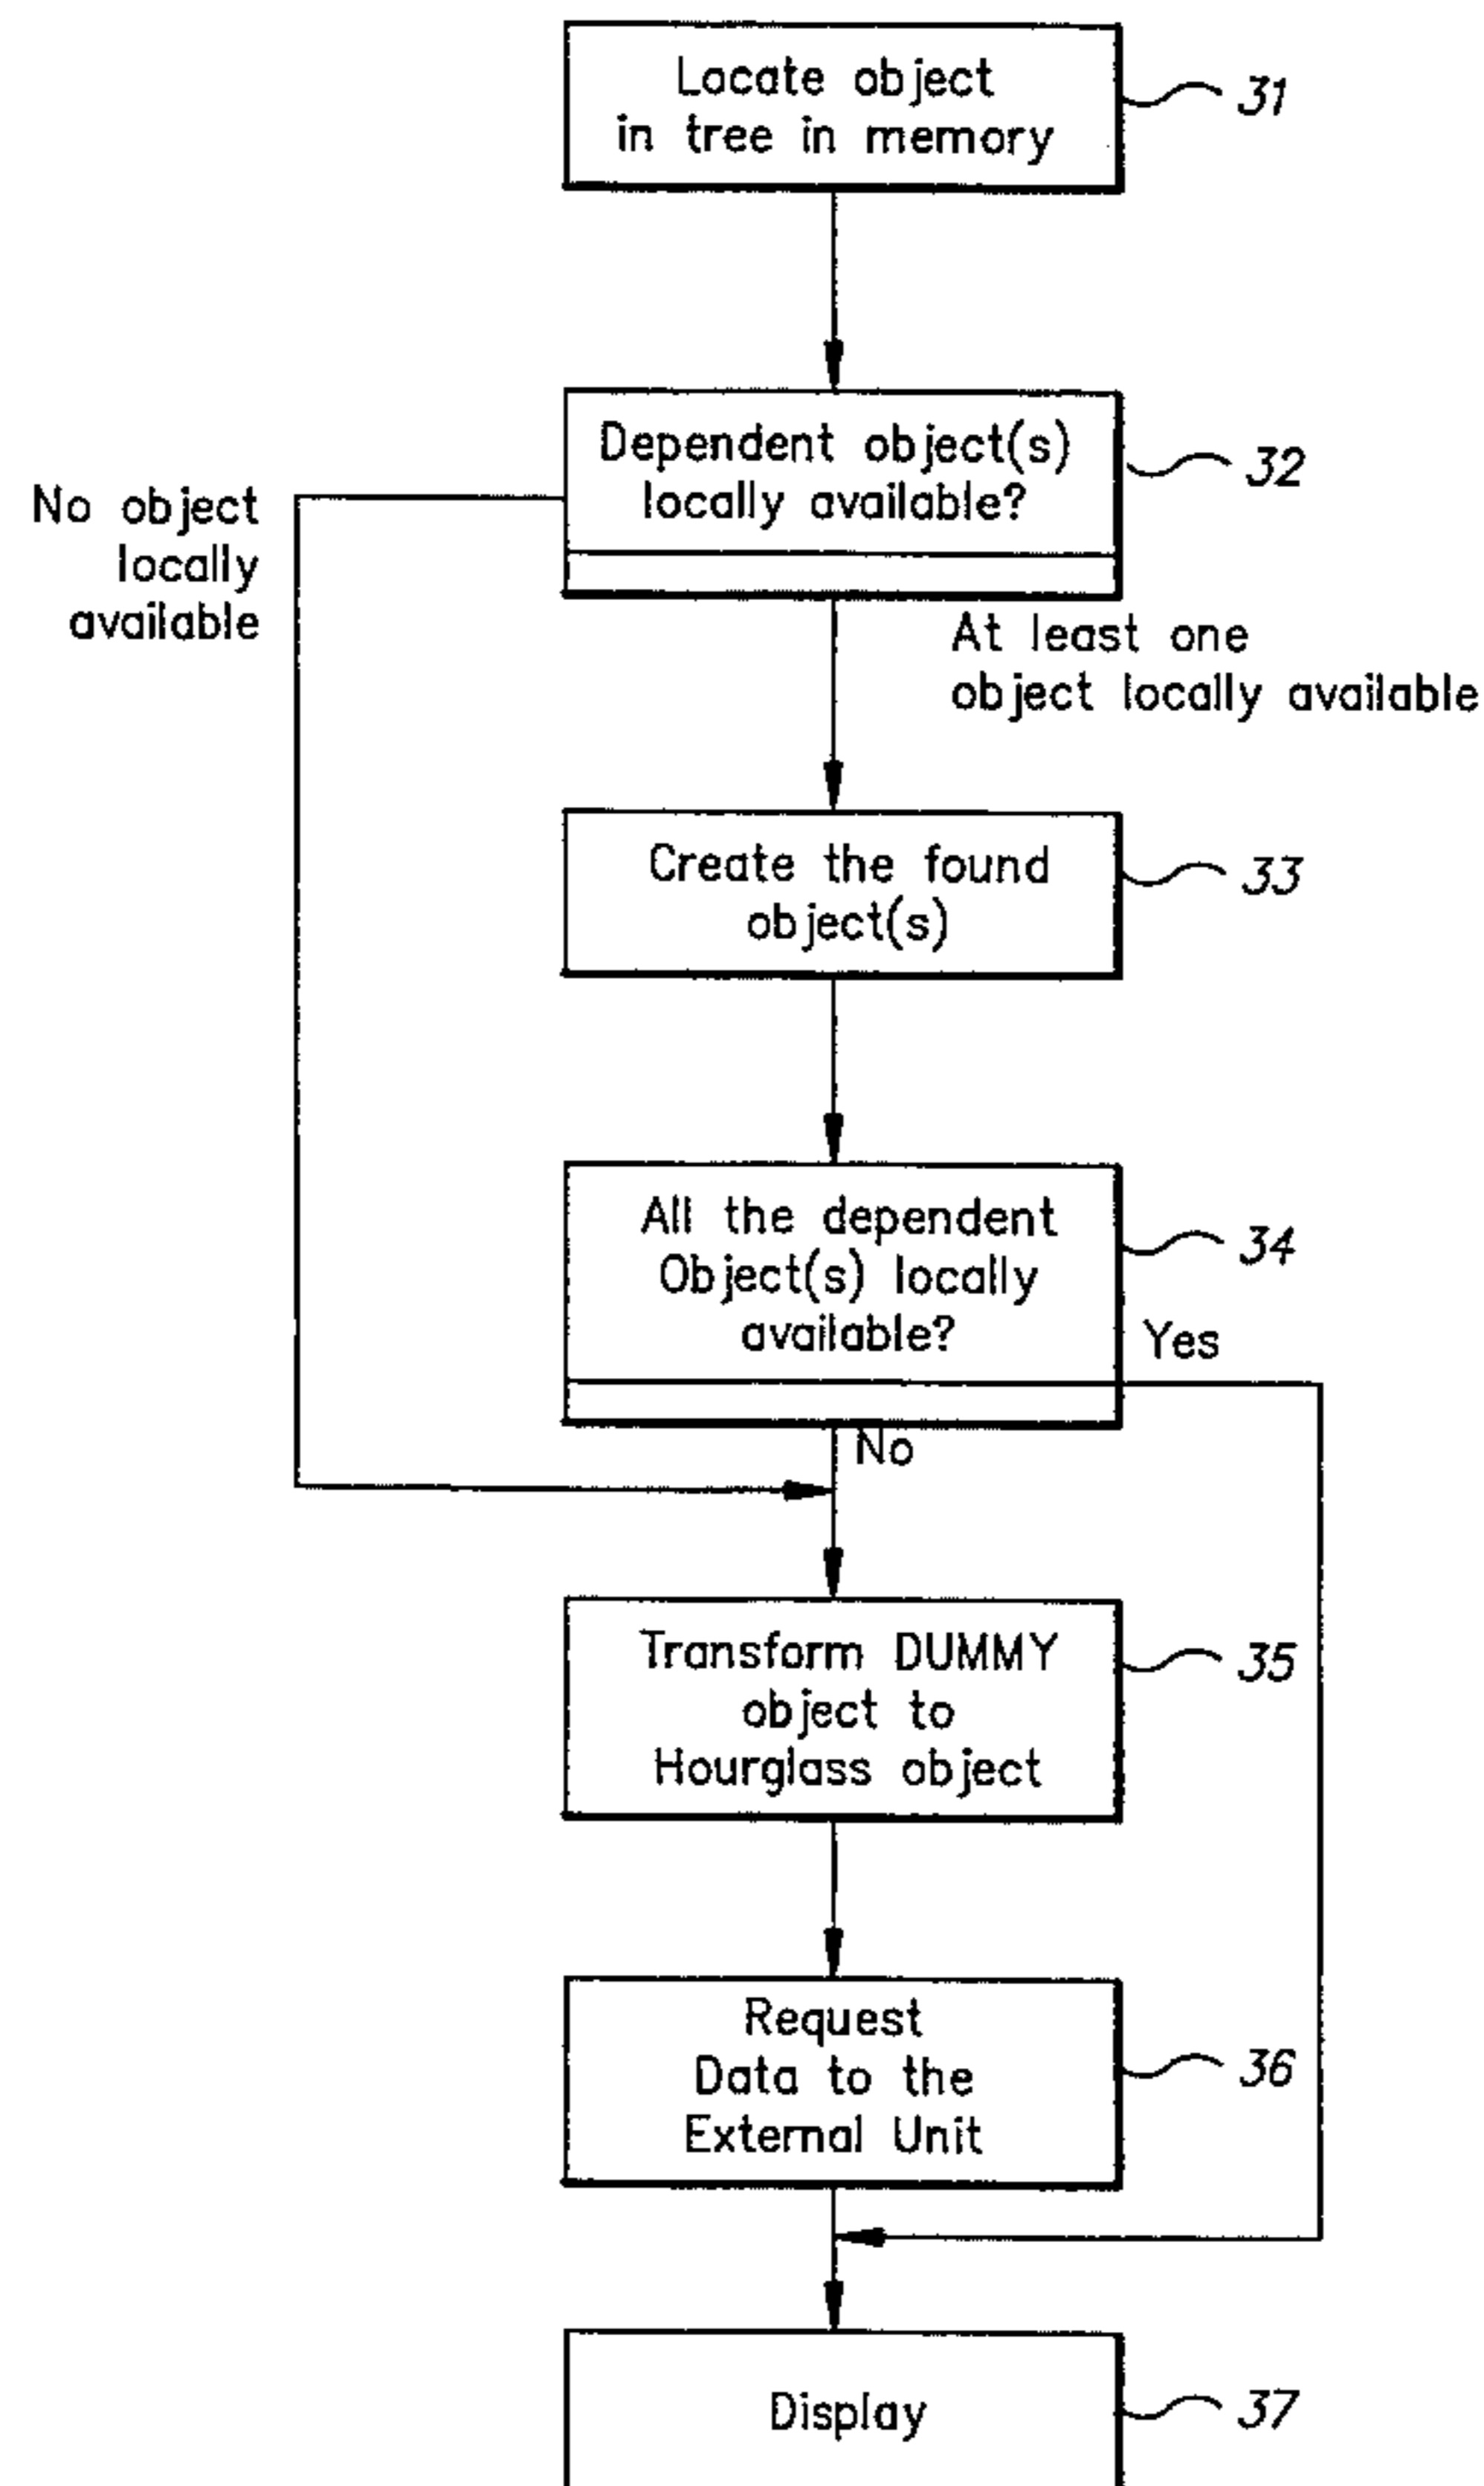 Locate object
in tree in memory
31
Dependent object(s)
locally available?
32
No object
locally
available
At least one
object locally available
Create the found
object(s)
33
All the dependent
Object(s) locally
available?
34
Yes
No
Transform DUMMY
object to
Hourglass object
35
Request
Data to the
External Unit
36
Display
37